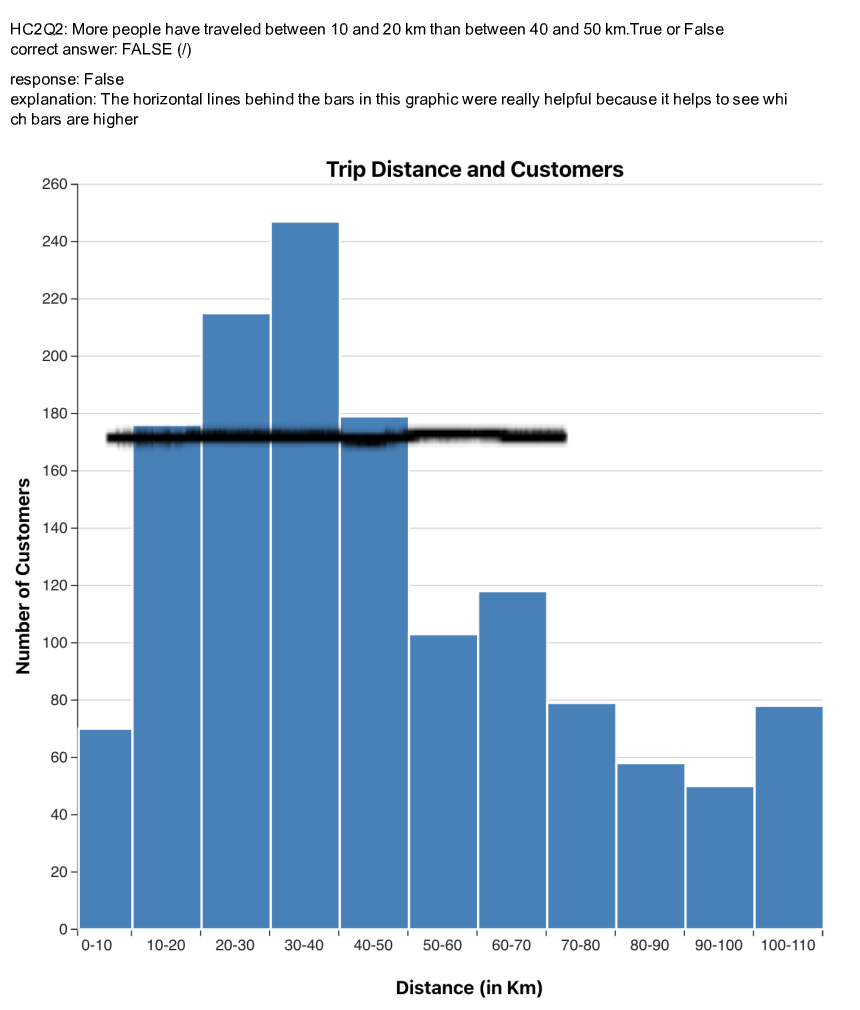 HC2Q2: More people have traveled between 10 and 20 km than between 40 and 50 km.True or False
correct answer: FALSE (/)
response: False
explanation: The horizontal lines behind the bars in this graphic were really helpful because it helps to see whi
ch bars are higher
Trip Distance and Customers
260
240
220
200
180
160
140
120
100
80
60
40
20
0
Number of Customers
0-10 10-20 20-30 30-40 40-50 50-60 60-70 70-80 80-90 90-100 100-110
Distance (in Km)